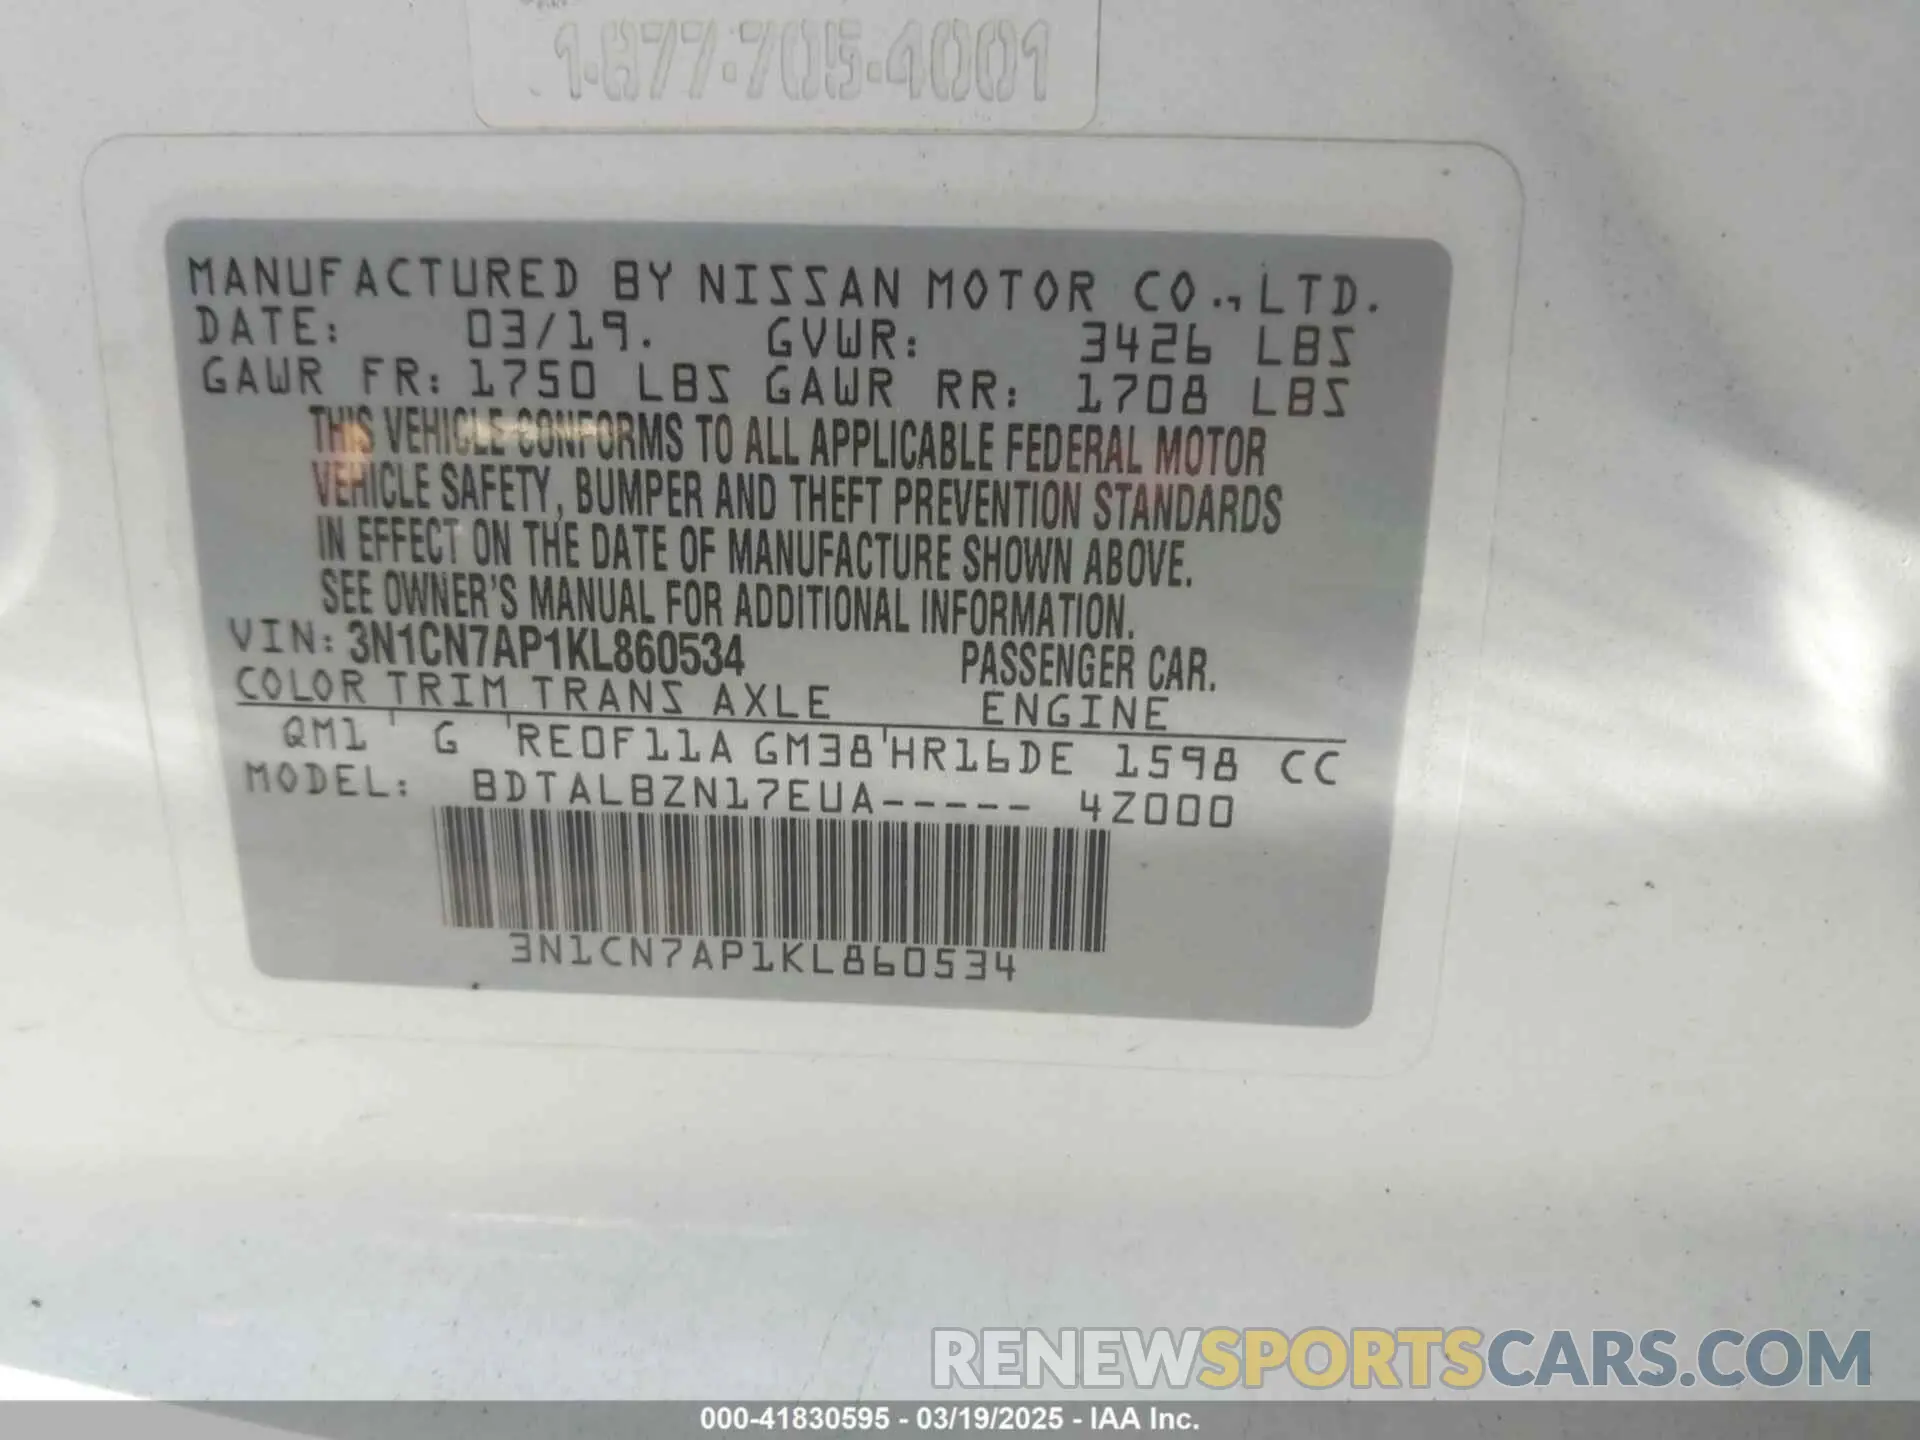 1-877-705-4001
MANUFACTURED BY NISSAN MOTOR CO., LTD.
DATE: 03/19. GVWR: 3426 LBS
GAWR FR: 1750 LBS GAWR RR: 1708 LBS
THIS VEHICLE CONFORMS TO ALL APPLICABLE FEDERAL MOTOR
VEHICLE SAFETY, BUMPER AND THEFT PREVENTION STANDARDS
IN EFFECT ON THE DATE OF MANUFACTURE SHOWN ABOVE.
SEE OWNER'S MANUAL FOR ADDITIONAL INFORMATION.
VIN: 3N1CN7AP1KL860534 PASSENGER CAR.
COLOR TRIM TRANS AXLE ENGINE
QM1 ' G ' RE0F11A GM38 ' HR16DE 1598 CC
MODEL: BDTALBZN17EUA----- 4Z000
3N1CN7AP1KL860534
RENEWSPORTSCARS.COM
000-41830595 - 03/19/2025 - IAA Inc.